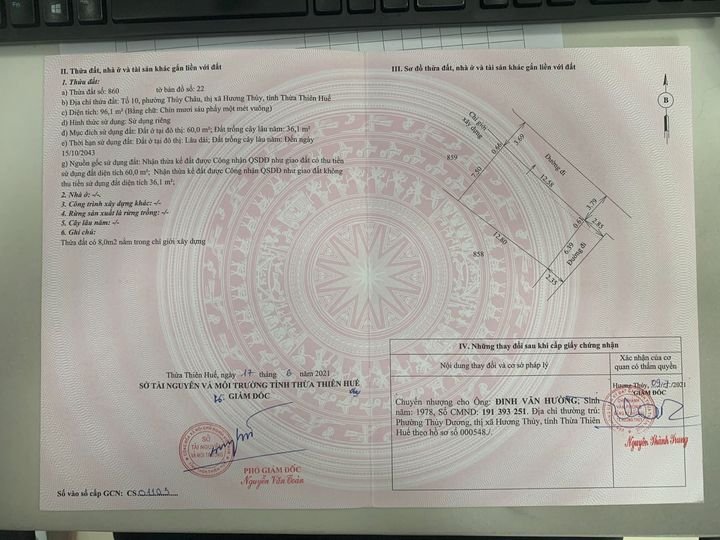 II. Thửa đất, nhà ở và tài sản khác gắn liền với đất
1. Thửa đất:
a) Thửa đất số: 860 tờ bản đồ số: 22
b) Địa chỉ thửa đất: Tổ 10, phường Thủy Châu, thị xã Hương Thủy, tỉnh Thừa Thiên Huế
c) Diện tích: 96,1 m² (Bằng chữ: Chín mươi sáu phẩy một mét vuông)
d) Hình thức sử dụng: Sử dụng riêng
đ) Mục đích sử dụng đất: Đất ở tại đô thị: 60,0 m²; Đất trồng cây lâu năm: 36,1 m²
e) Thời hạn sử dụng đất: Đất ở tại đô thị: Lâu dài; Đất trồng cây lâu năm: Đến ngày
15/10/2043
g) Nguồn gốc sử dụng đất: Nhận thừa kế đất được Công nhận QSDĐ như giao đất có thu tiền
sử dụng đất diện tích 60,0 m²; Nhận thừa kế đất được Công nhận QSDĐ như giao đất không
thu tiền sử dụng đất diện tích 36,1 m²;
2. Nhà ở: -/-.
3. Công trình xây dựng khác: -/-
4. Rừng sản xuất là rừng trồng: -/-
5. Cây lâu năm: -/-
6. Ghi chú:
Thửa đất có 8,0m2 nằm trong chỉ giới xây dựng
Thừa Thiên Huế, ngày 17 tháng 6 năm 2021
SỞ TÀI NGUYÊN VÀ MÔI TRƯỜNG TỈNH THỪA THIÊN HUẾ
GIÁM ĐỐC
SỞ
TÀI NGUYÊN
VÀ MÔI TRƯỜNG
PHÓ GIÁM ĐỐC
Nguyễn Văn Toàn
Số vào sổ cấp GCN: CS 01103
III. Sơ đồ thửa đất, nhà ở và tài sản khác gắn liền với đất
B
Chỉ giới
xây dựng
859
7.50
0.66
3.69
Đường đi
12.58
3.79
0.63
2.85
12.80
6.39
Đường đi
858
2.35
IV. Những thay đổi sau khi cấp giấy chứng nhận
Nội dung thay đổi và cơ sở pháp lý
Xác nhận của cơ
quan có thẩm quyền
Chuyển nhượng cho Ông: ĐINH VĂN HƯỜNG; Sinh
năm: 1978, Số CMND: 191 393 251. Địa chỉ thường trú:
Phường Thủy Dương, thị xã Hương Thủy, tỉnh Thừa Thiên
Huế theo hồ sơ số 000548./.
Hương Thủy, 09/7/2021
GIÁM ĐỐC
Nguyễn Thành Trung